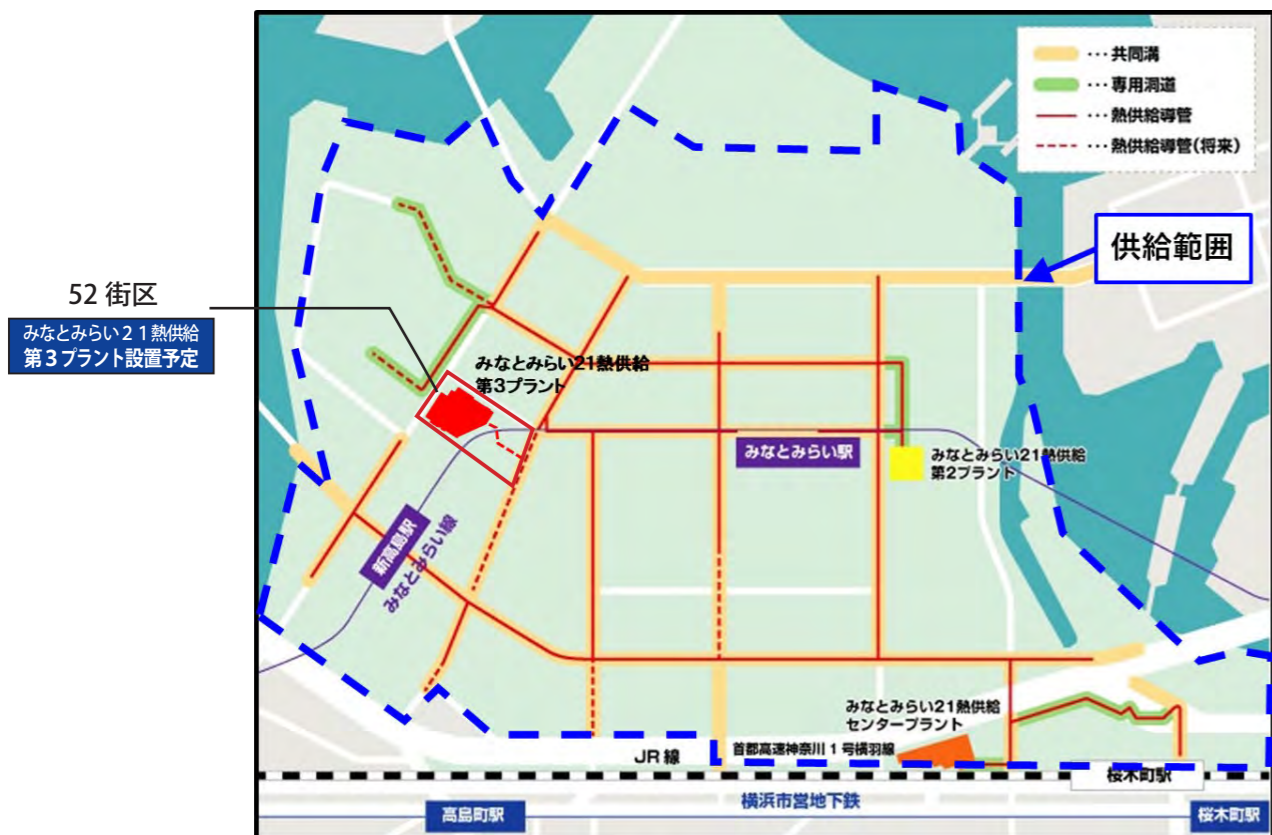 …共同溝
…専用洞道
…熱供給導管
…熱供給導管(将来)
供給範囲
52 街区
みなとみらい21熱供給
第3プラント設置予定
みなとみらい21熱供給
第3プラント
みなとみらい駅
みなとみらい21熱供給
第2プラント
新高島駅
みなとみらい線
みなとみらい21熱供給
センタープラント
首都高速神奈川1号横羽線
JR線
桜木町駅
横浜市営地下鉄
高島町駅
桜木町駅